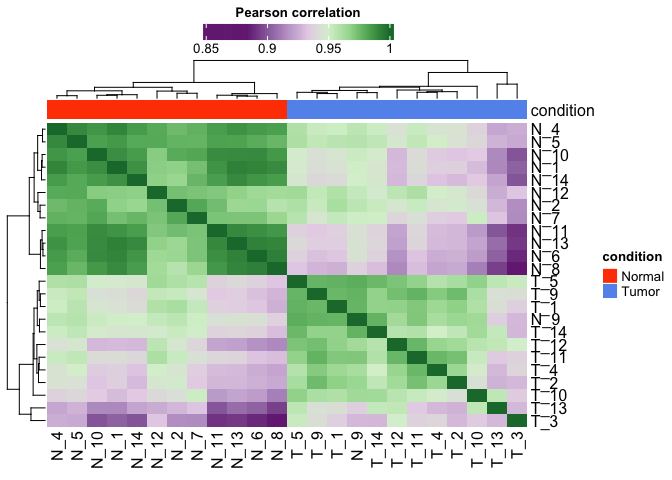 Pearson correlation
0.85 0.9 0.95 1
condition
N_4
N_5
N_10
N_1
N_14
N_12
N_2
N_7
N_11
N_13
N_6
N_8
T_5
T_9
T_1
N_9
T_14
T_12
T_11
T_4
T_2
T_10
T_13
T_3
condition
Normal
Tumor
N_4 N_5 N_10 N_1 N_14 N_12 N_2 N_7 N_11 N_13 N_6 N_8 T_5 T_9 T_1 N_9 T_14 T_12 T_11 T_4 T_2 T_10 T_13 T_3